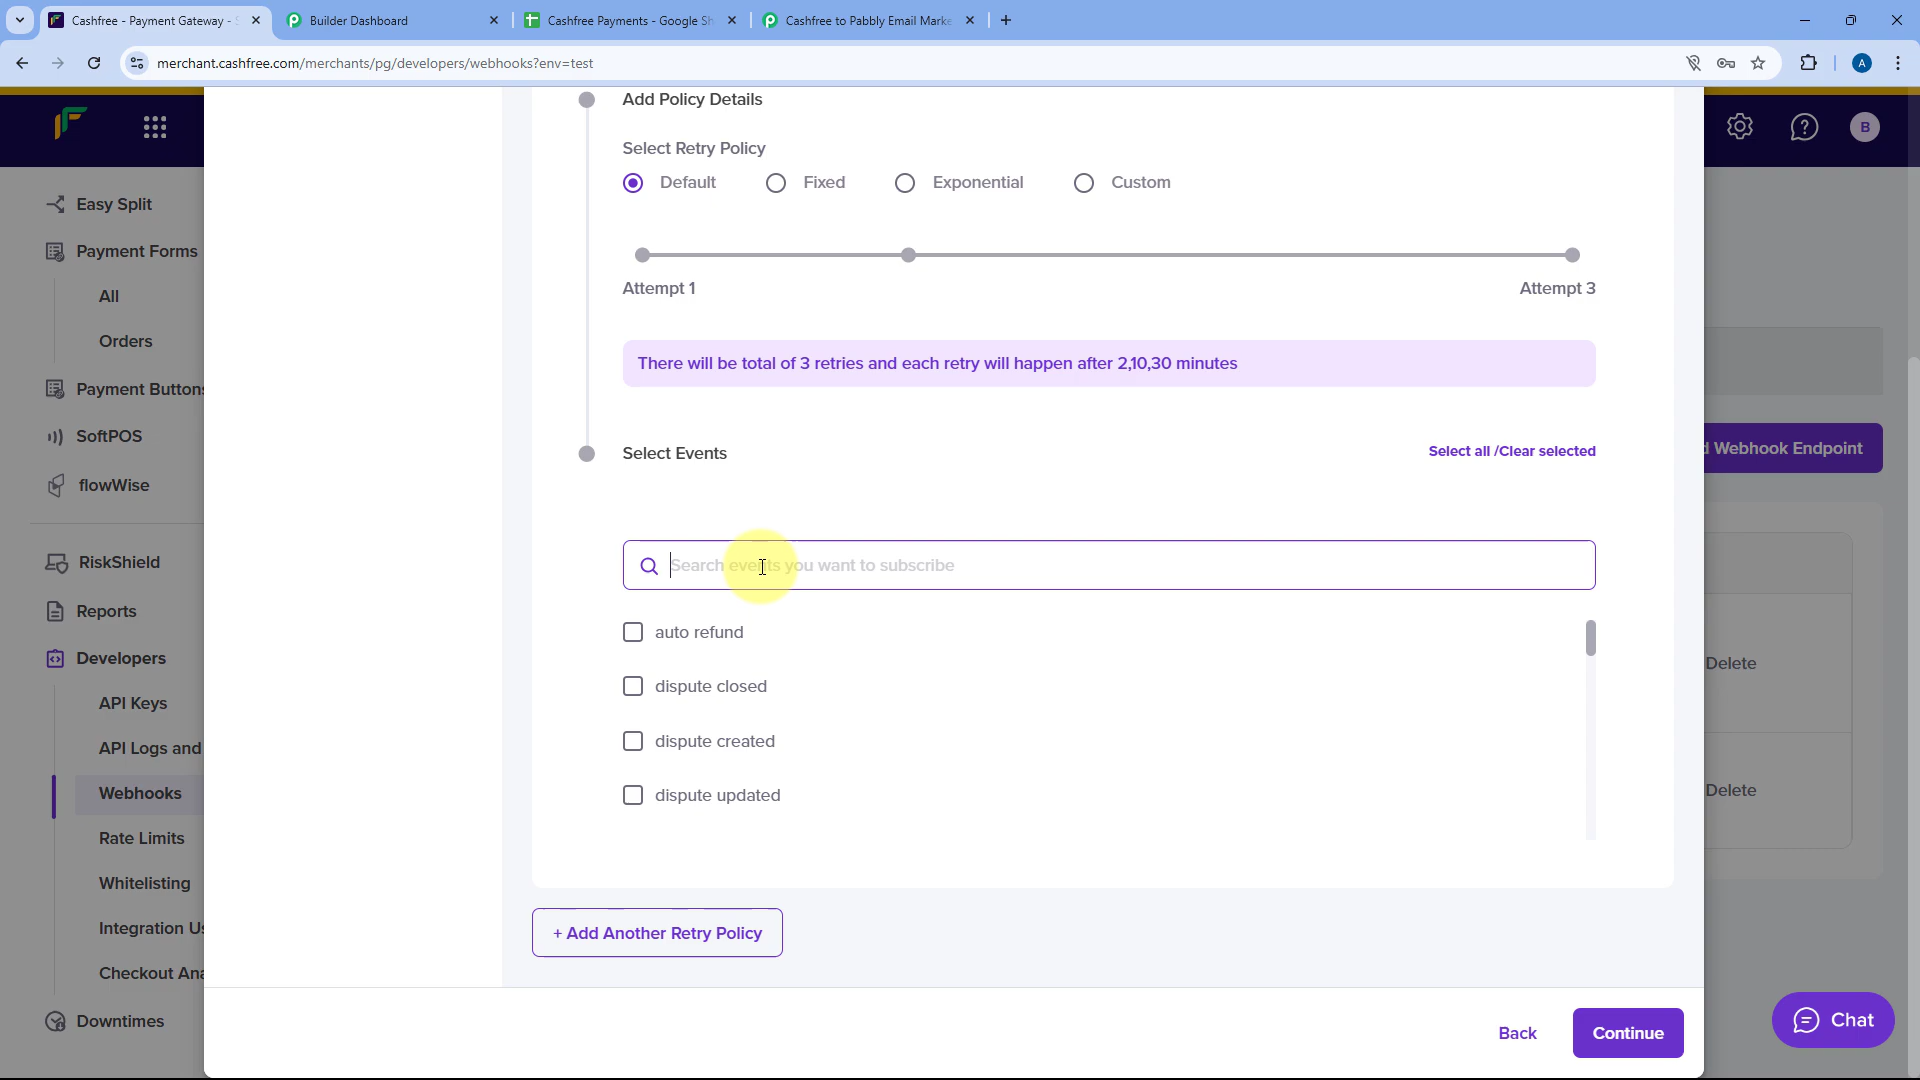 Cashfree - Payment Gateway - S
Builder Dashboard
Cashfree Payments - Google Sh
Cashfree to Pabbly Email Marke
merchant.cashfree.com/merchants/pg/developers/webhooks?env=test
A
B
Easy Split
Payment Forms
All
Orders
Payment Buttons
SoftPOS
flowWise
RiskShield
Reports
Developers
API Keys
API Logs and
Webhooks
Rate Limits
Whitelisting
Integration Us
Checkout Ana
Downtimes
Add Policy Details
Select Retry Policy
Default
Fixed
Exponential
Custom
Attempt 1
Attempt 3
There will be total of 3 retries and each retry will happen after 2,10,30 minutes
Select Events
Select all /Clear selected
Search events you want to subscribe
auto refund
dispute closed
dispute created
dispute updated
+ Add Another Retry Policy
Back
Continue
d Webhook Endpoint
Delete
Delete
Chat